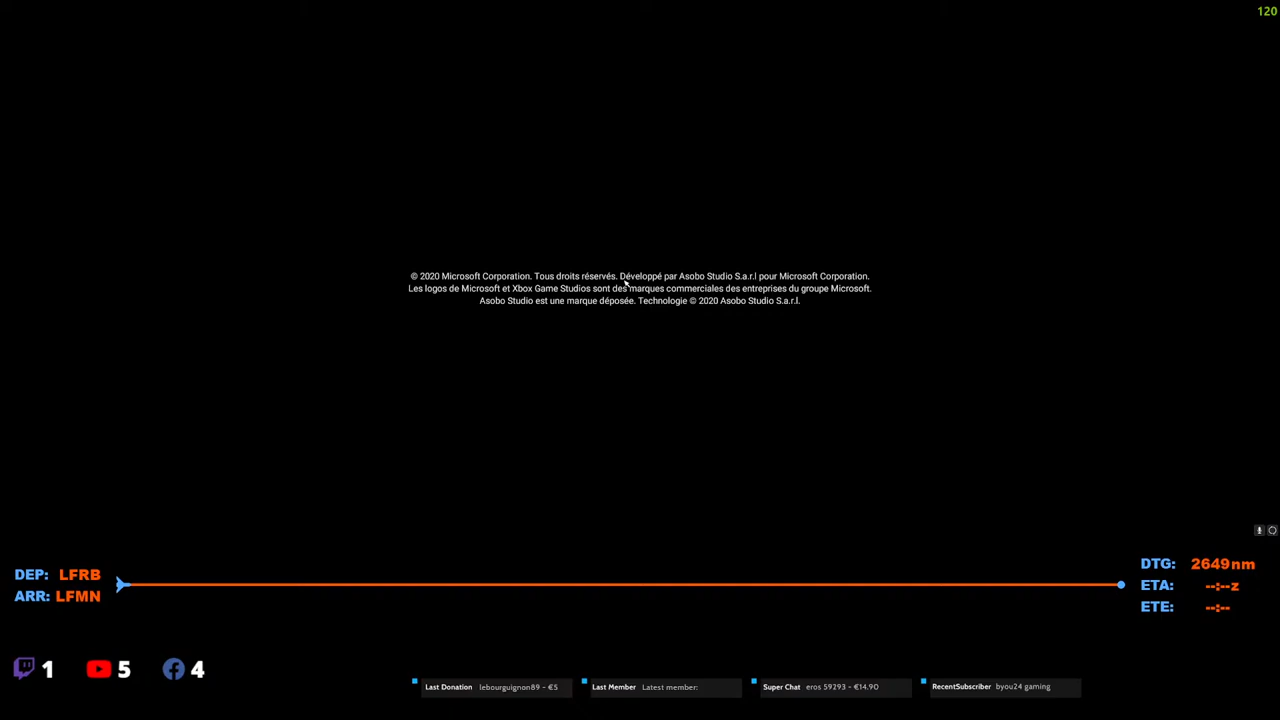 120
© 2020 Microsoft Corporation. Tous droits réservés. Développé par Asobo Studio S.a.r.l pour Microsoft Corporation.
Les logos de Microsoft et Xbox Game Studios sont des marques commerciales des entreprises du groupe Microsoft.
Asobo Studio est une marque déposée. Technologie © 2020 Asobo Studio S.a.r.l.
DEP: LFRB
ARR: LFMN
DTG: 2649nm
ETA: --:--z
ETE: --:--
1 5 4
Last Donation lebourguignon89 - €5 Last Member Latest member: Super Chat eros 59293 - €14.90 RecentSubscriber byou24 gaming